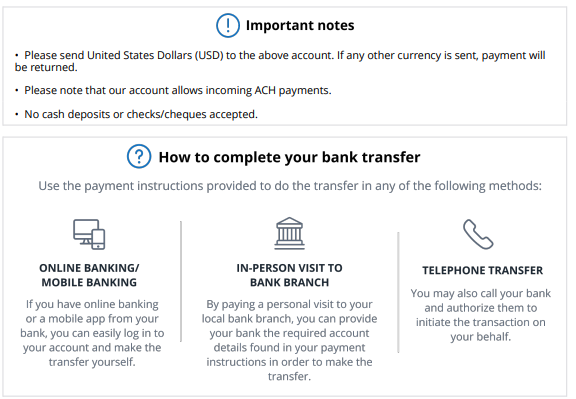 Important notes
• Please send United States Dollars (USD) to the above account. If any other currency is sent, payment will
be returned.
• Please note that our account allows incoming ACH payments.
• No cash deposits or checks/cheques accepted.
How to complete your bank transfer
Use the payment instructions provided to do the transfer in any of the following methods:
ONLINE BANKING/
MOBILE BANKING
If you have online banking
or a mobile app from your
bank, you can easily log in to
your account and make the
transfer yourself.
IN-PERSON VISIT TO
BANK BRANCH
By paying a personal visit to your
local bank branch, you can provide
your bank the required account
details found in your payment
instructions in order to make the
transfer.
TELEPHONE TRANSFER
You may also call your bank
and authorize them to
initiate the transaction on
your behalf.